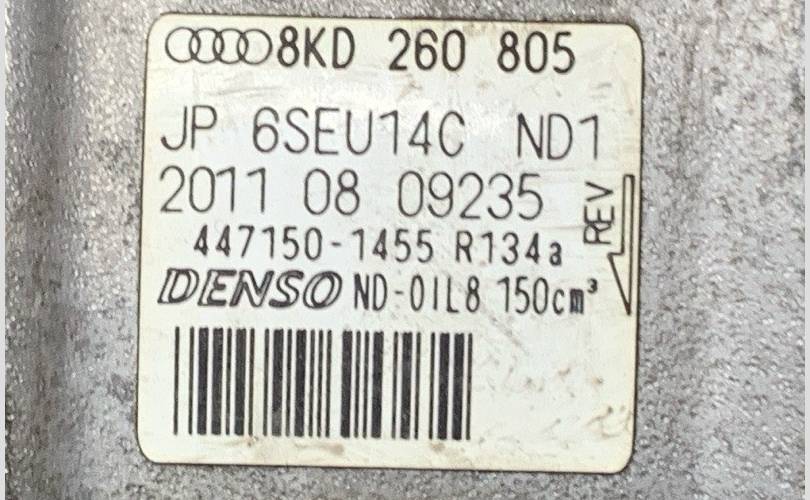 8KD 260 805
JP 6SEU14C ND1
2011 08 09235
REV
447150-1455 R134a
DENSO ND-OIL8 150cm³